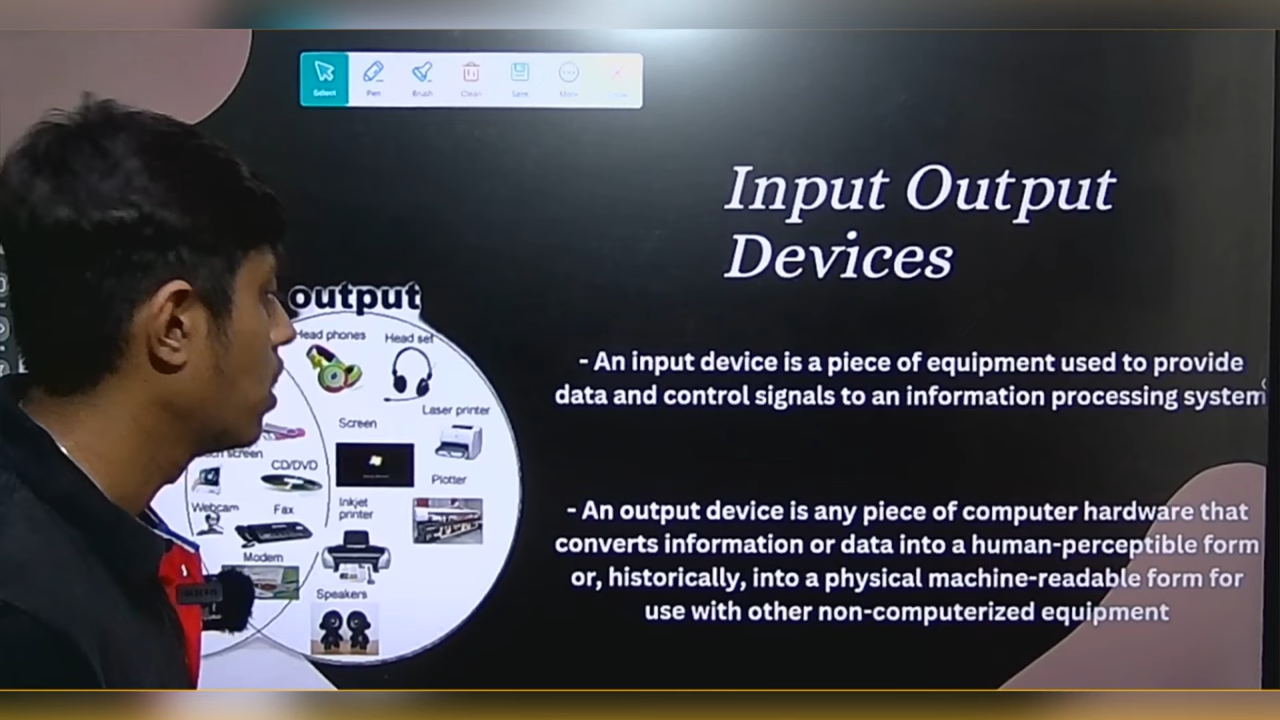 Select Pen Brush Clean Save More
Input Output
Devices
output
Head phones
Head set
Laser printer
Screen
screen
CD/DVD
Plotter
Webcam
Fax
Inkjet
printer
Modem
Speakers
- An input device is a piece of equipment used to provide
data and control signals to an information processing system
- An output device is any piece of computer hardware that
converts information or data into a human-perceptible form
or, historically, into a physical machine-readable form for
use with other non-computerized equipment